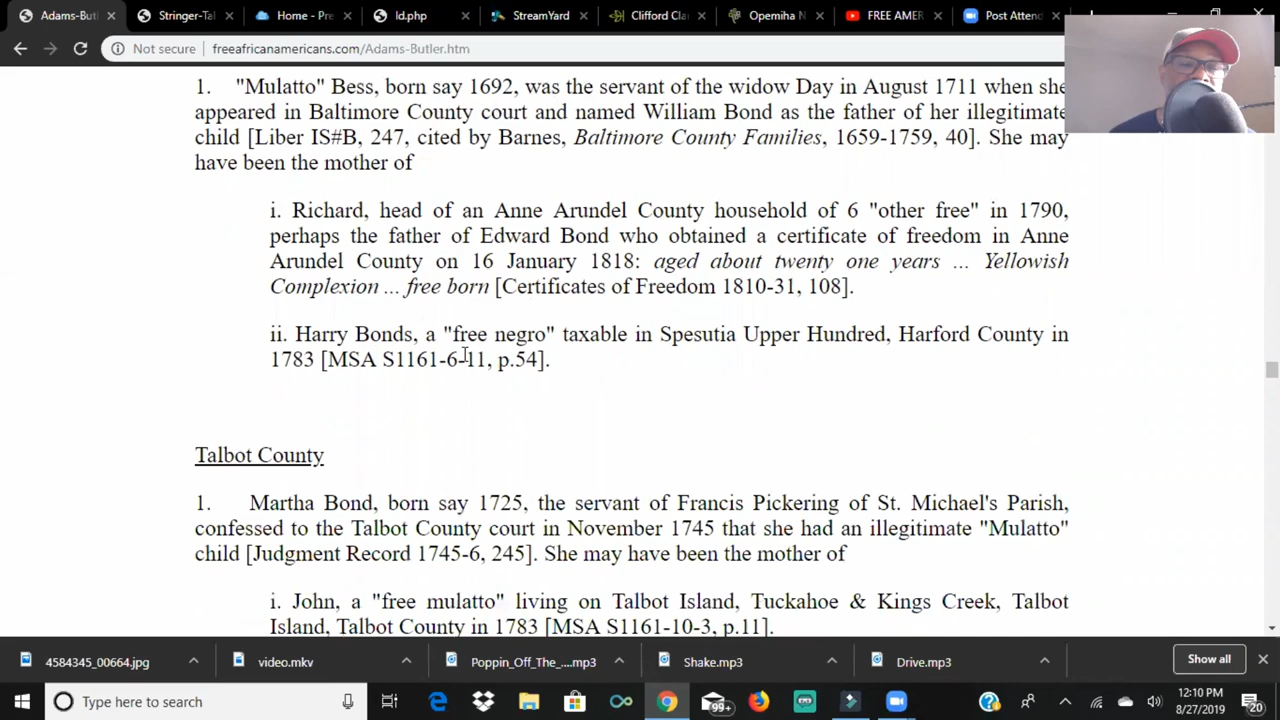 Adams-But
Stringer-Tal
Home - Pre
ld.php
StreamYard
Clifford Cla
Opemiha N
FREE AMER
Post Attend
Not secure
freeafricanamericans.com/Adams-Butler.htm
1. "Mulatto" Bess, born say 1692, was the servant of the widow Day in August 1711 when she
appeared in Baltimore County court and named William Bond as the father of her illegitimate
child [Liber IS#B, 247, cited by Barnes, Baltimore County Families, 1659-1759, 40]. She may
have been the mother of
i. Richard, head of an Anne Arundel County household of 6 "other free" in 1790,
perhaps the father of Edward Bond who obtained a certificate of freedom in Anne
Arundel County on 16 January 1818: aged about twenty one years ... Yellowish
Complexion ... free born [Certificates of Freedom 1810-31, 108].
ii. Harry Bonds, a "free negro" taxable in Spesutia Upper Hundred, Harford County in
1783 [MSA S1161-6-11, p.54].
Talbot County
1. Martha Bond, born say 1725, the servant of Francis Pickering of St. Michael's Parish,
confessed to the Talbot County court in November 1745 that she had an illegitimate "Mulatto"
child [Judgment Record 1745-6, 245]. She may have been the mother of
i. John, a "free mulatto" living on Talbot Island, Tuckahoe & Kings Creek, Talbot
Island, Talbot County in 1783 [MSA S1161-10-3, p.11].
4584345_00664.jpg
video.mkv
Poppin_Off_The_....mp3
Shake.mp3
Drive.mp3
Show all
Type here to search
99+
12:10 PM
8/27/2019
20